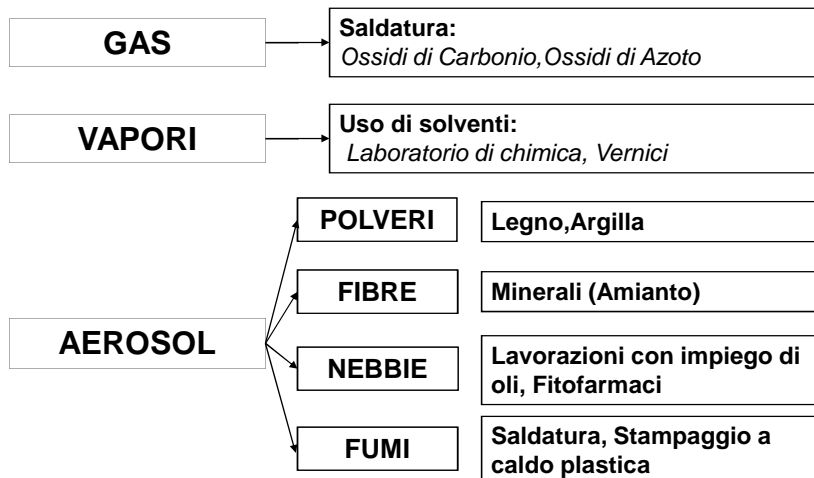 GAS
Saldatura:
Ossidi di Carbonio,Ossidi di Azoto
VAPORI
Uso di solventi:
Laboratorio di chimica, Vernici
AEROSOL
POLVERI
Legno,Argilla
FIBRE
Minerali (Amianto)
NEBBIE
Lavorazioni con impiego di
oli, Fitofarmaci
FUMI
Saldatura, Stampaggio a
caldo plastica